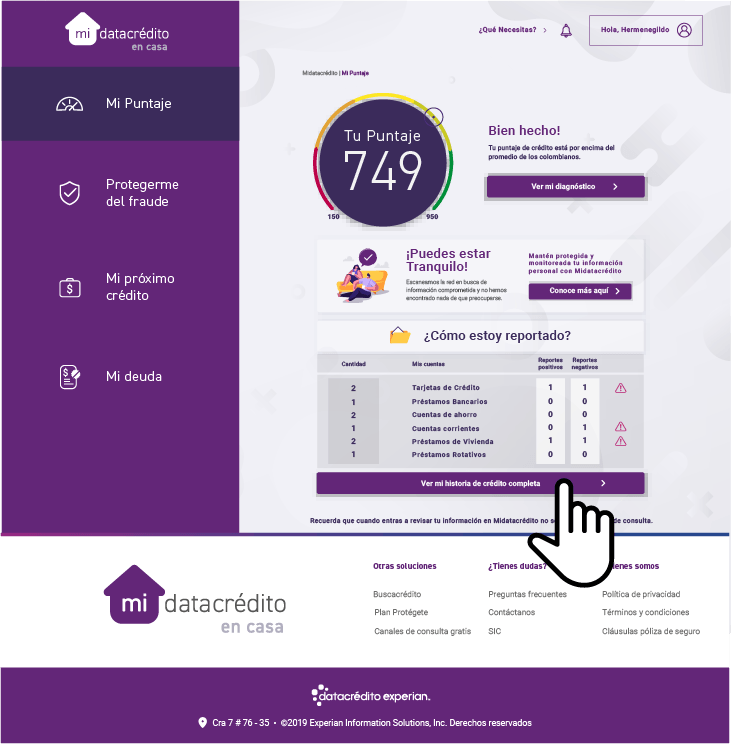 mi datacrédito
en casa
¿Qué Necesitas?
Hola, Hermenegildo
Mi Puntaje
Protegerme
del fraude
Mi próximo
crédito
Mi deuda
Midatacrédito | Mi Puntaje
Tu Puntaje
749
150
950
Bien hecho!
Tu puntaje de crédito está por encima del
promedio de los colombianos.
Ver mi diagnóstico
¡Puedes estar
Tranquilo!
Escaneamos la red en busca de
información comprometida y no hemos
encontrado nada de que preocuparse.
Mantén protegida y
monitoreada tu información
personal con Midatacrédito
Conoce más aquí
¿Cómo estoy reportado?
Cantidad Mis cuentas Reportes positivos Reportes negativos
2 Tarjetas de Crédito 1 1
1 Préstamos Bancarios 0 0
2 Cuentas de ahorro 0 0
1 Cuentas corrientes 0 1
2 Préstamos de Vivienda 1 1
1 Préstamos Rotativos 0 0
Ver mi historia de crédito completa
Recuerda que cuando entras a revisar tu información en Midatacrédito no de consulta.
mi datacrédito
en casa
Otras soluciones
Buscacrédito
Plan Protégete
Canales de consulta gratis
¿Tienes dudas?
Preguntas frecuentes
Contáctanos
SIC
somos
Política de privacidad
Términos y condiciones
Cláusulas póliza de seguro
datacrédito experian.
Cra 7 # 76 - 35 • ©2019 Experian Information Solutions, Inc. Derechos reservados